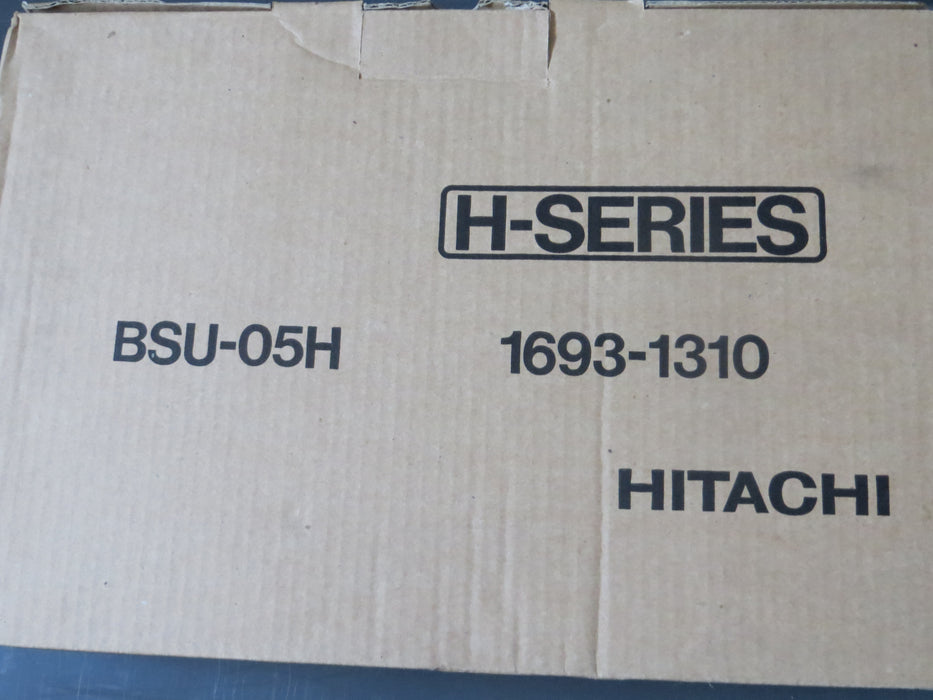 H-SERIES
BSU-05H 1693-1310
HITACHI